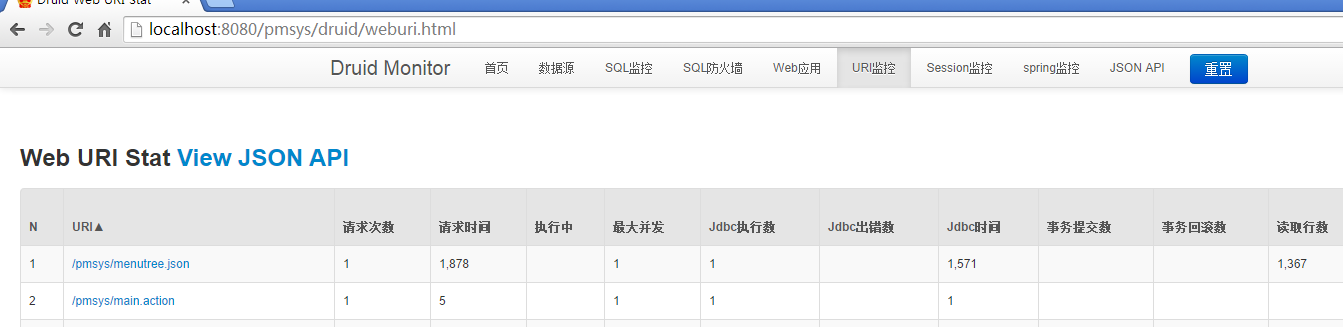 Druid Web URI Stat
localhost:8080/pmsys/druid/weburi.html
Druid Monitor 首页 数据源 SQL监控 SQL防火墙 Web应用 URI监控 Session监控 spring监控 JSON API 重置
Web URI Stat View JSON API
N URI▲ 请求次数 请求时间 执行中 最大并发 Jdbc执行数 Jdbc出错数 Jdbc时间 事务提交数 事务回滚数 读取行数
1 /pmsys/menutree.json 1 1,878 1 1 1,571 1,367
2 /pmsys/main.action 1 5 1 1 1